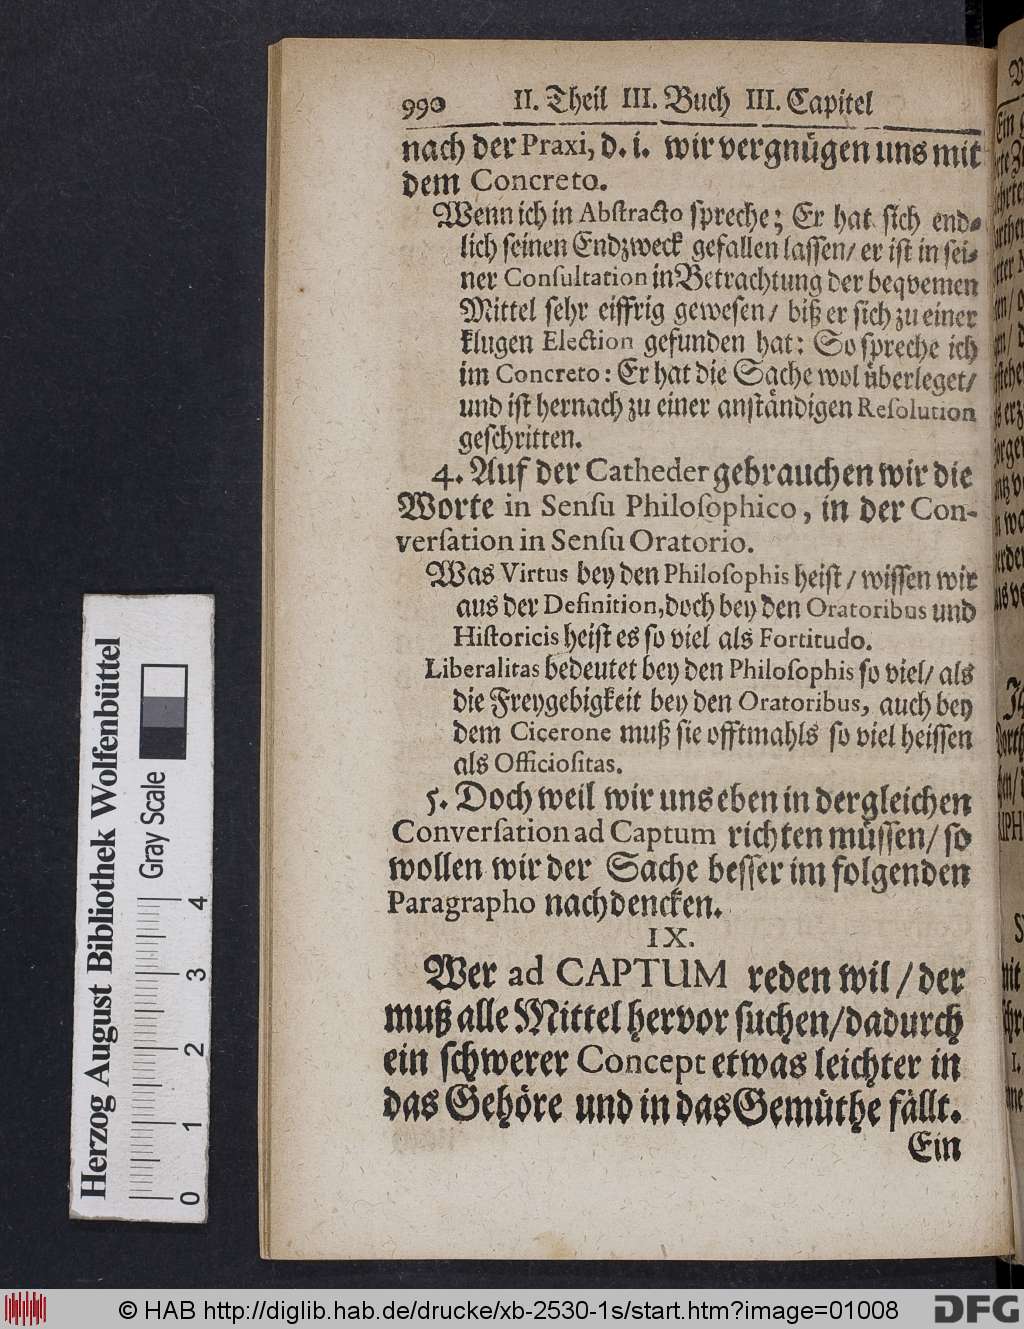 990 II. Theil III. Buch III. Capitel
nach der Praxi, d. i. wir vergnügen uns mit
dem Concreto.
Wenn ich in Abſtracto ſpreche; Er hat ſich end⸗
lich ſeinen Endzweck gefallen laſſen/ er iſt in ſei⸗
ner Conſultation in Betrachtung der beqvemen
Mittel ſehr eiffrig geweſen/ biß er ſich zu einer
klugen Election gefunden hat: So ſpreche ich
im Concreto: Er hat die Sache wol überleget/
und iſt hernach zu einer anſtändigen Reſolution
geſchritten.
4. Auf der Catheder gebrauchen wir die
Worte in Senſu Philoſophico, in der Con-
verſation in Senſu Oratorio.
Was Virtus bey den Philoſophis heiſt/ wiſſen wir
aus der Definition, doch bey den Oratoribus und
Hiſtoricis heiſt es ſo viel als Fortitudo.
Liberalitas bedeutet bey den Philoſophis ſo viel/ als
die Freygebigkeit bey den Oratoribus, auch bey
dem Cicerone muß ſie offtmahls ſo viel heiſſen
als Officioſitas.
5. Doch weil wir uns eben in dergleichen
Converſation ad Captum richten müſſen/ ſo
wollen wir der Sache beſſer im folgenden
Paragrapho nachdencken.
IX.
Wer ad CAPTUM reden wil/ der
muß alle Mittel hervor ſuchen/ dadurch
ein ſchwerer Concept etwas leichter in
das Gehöre und in das Gemüthe fällt.
Ein
Herzog August Bibliothek Wolfenbüttel
Gray Scale
0 1 2 3 4
© HAB http://diglib.hab.de/drucke/xb-2530-1s/start.htm?image=01008
DFG